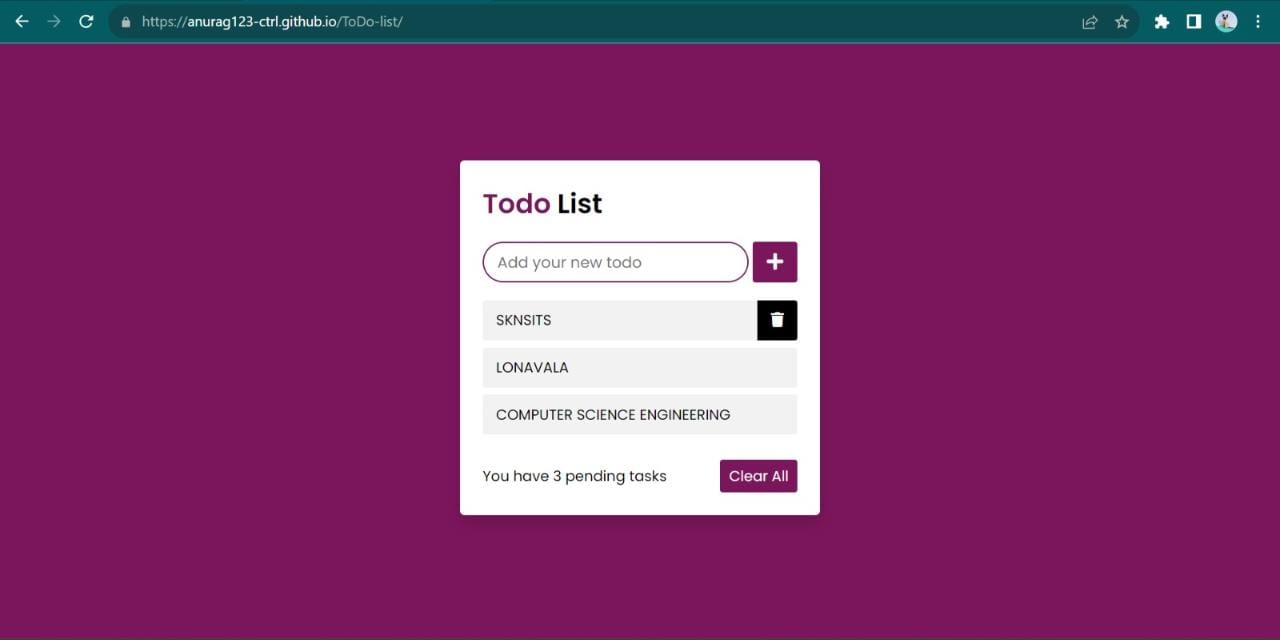 https://anurag123-ctrl.github.io/ToDo-list/
Todo List
Add your new todo
SKNSITS
LONAVALA
COMPUTER SCIENCE ENGINEERING
You have 3 pending tasks Clear All